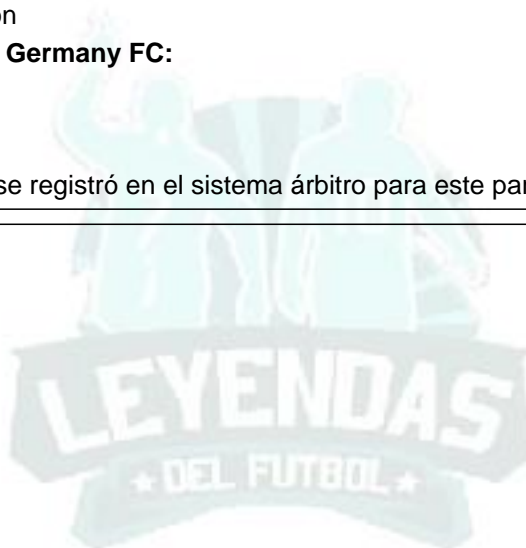 on
Germany FC:
se registró en el sistema árbitro para este par
LEYENDAS
★ DEL FUTBOL ★